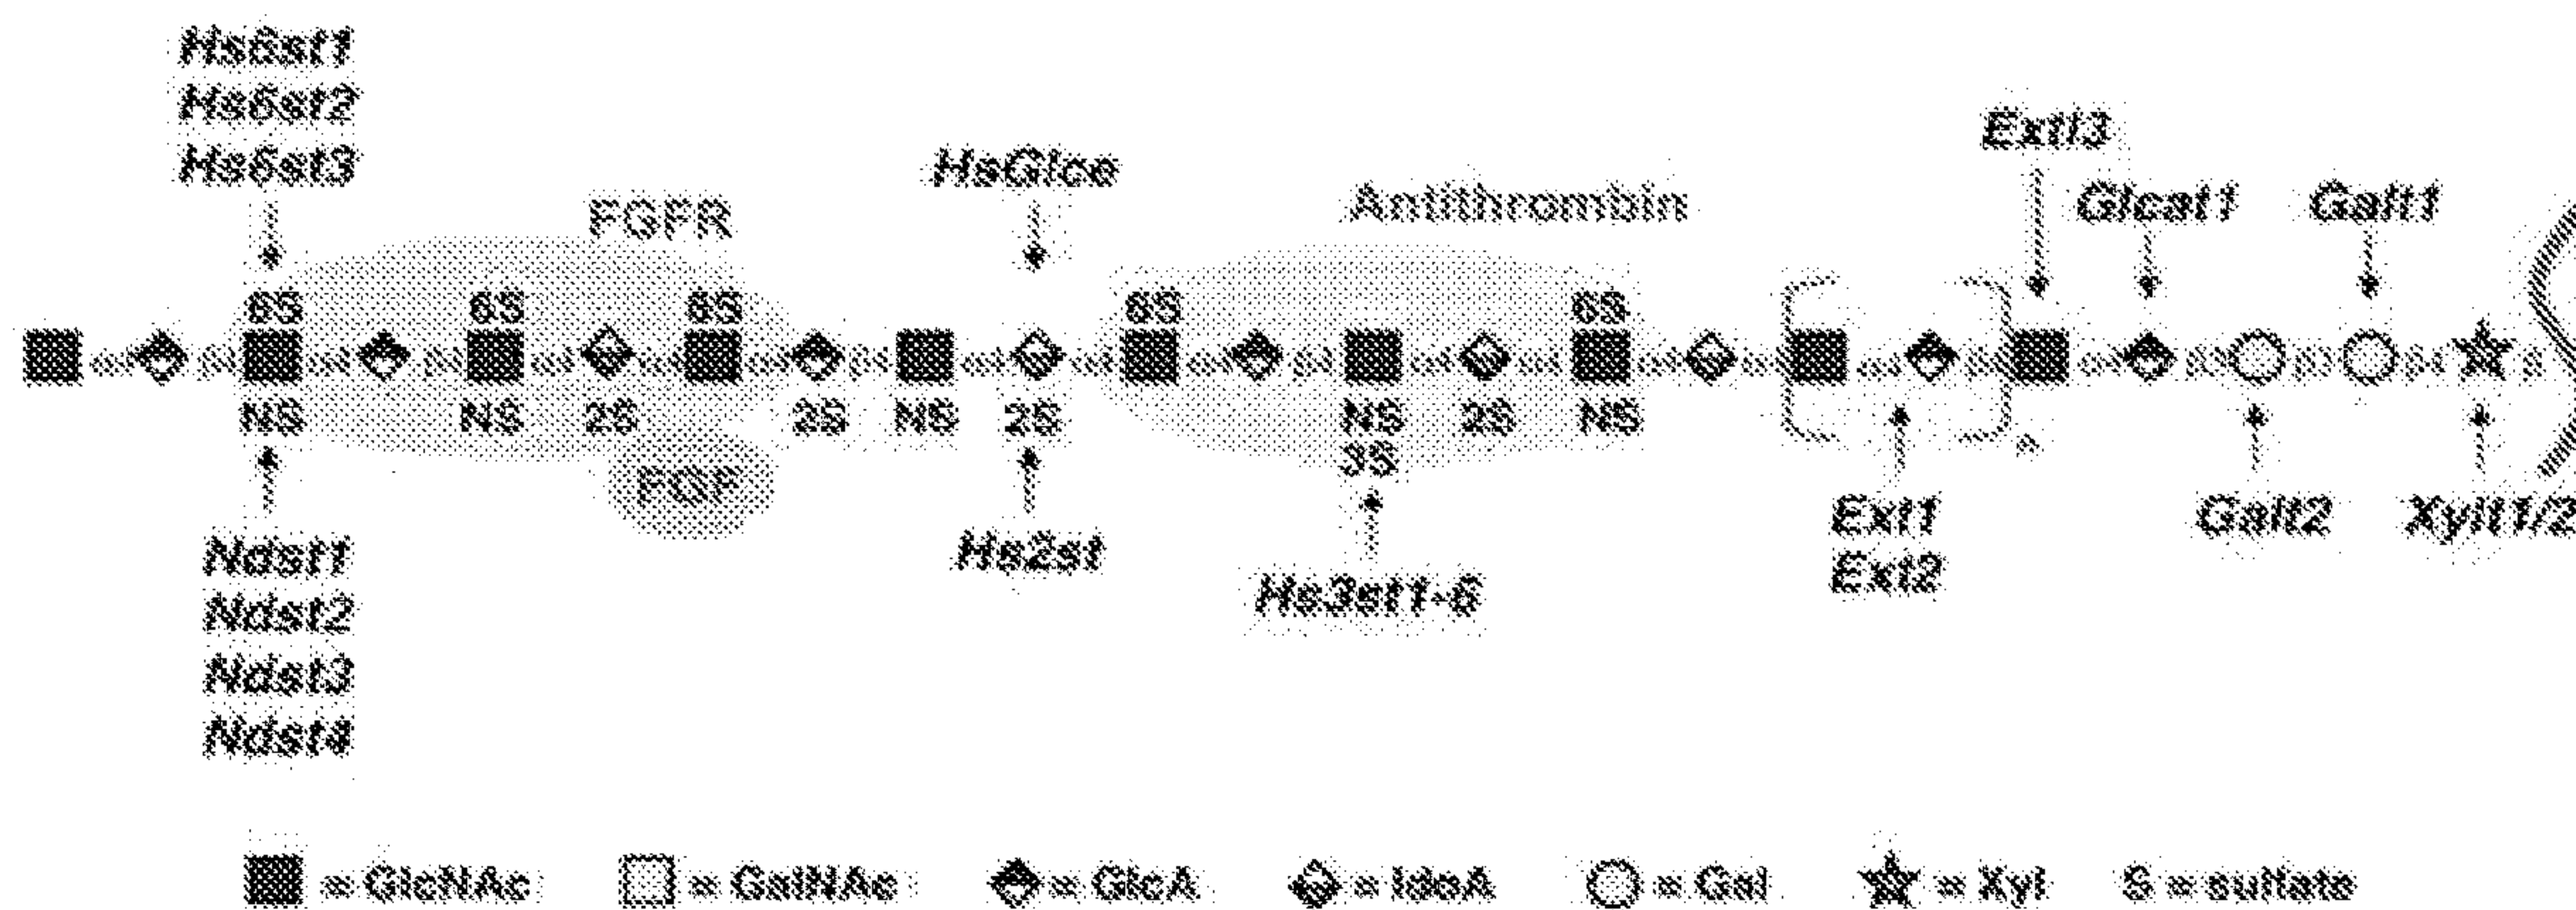 Hs6st1
Hs6st2
Hs6st3
HsGlce
Extl3
FGFR
Antithrombin
Glcat1
Galt1
6S 6S 6S 6S 6S
NS NS 2S 2S NS 2S NS 2S NS
3S
n
FGF
Ndst1
Ndst2
Ndst3
Ndst4
Hs2st
Hs3st1-6
Ext1
Ext2
Galt2
Xylt1/2
= GlcNAc = GalNAc = GlcA = IdoA = Gal = Xyl S = sulfate